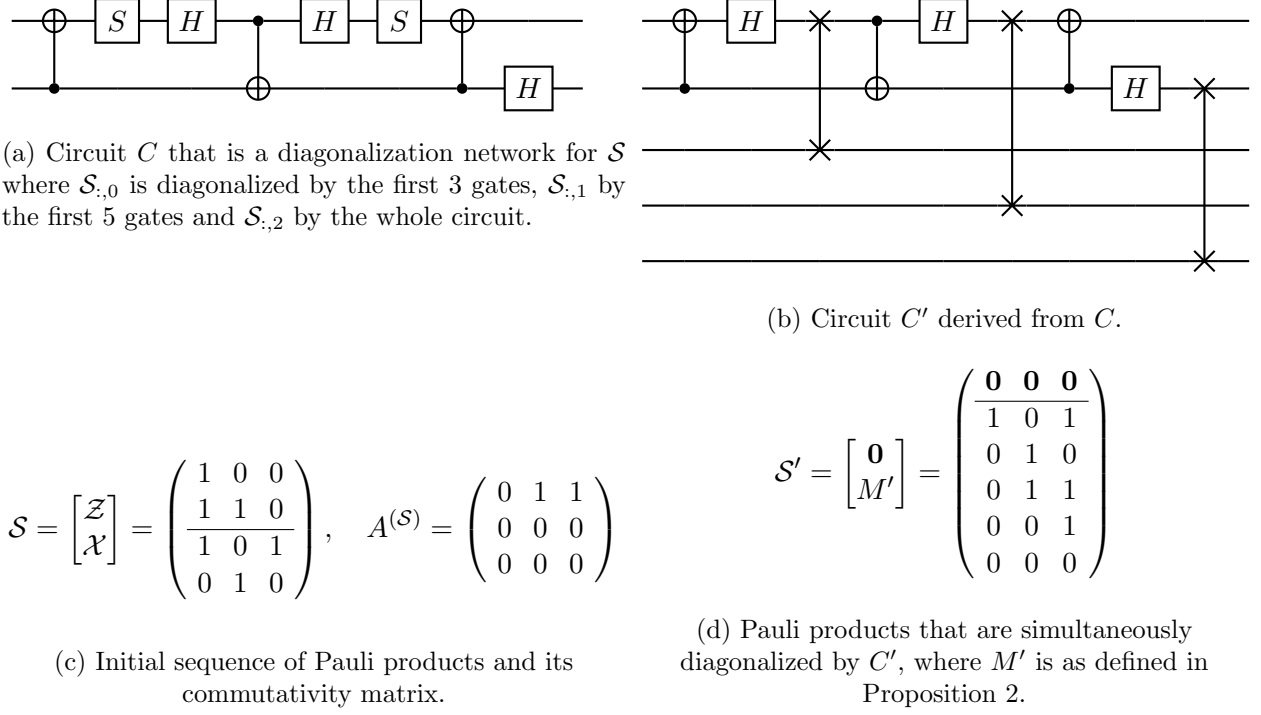 S H H S
H
H H
H
(a) Circuit C that is a diagonalization network for 𝒮
where 𝒮:,0 is diagonalized by the first 3 gates, 𝒮:,1 by
the first 5 gates and 𝒮:,2 by the whole circuit.
(b) Circuit C′ derived from C.
𝒮 = [𝒵 𝒳] = ( 1 0 0
1 1 0
1 0 1
0 1 0 ) , A(𝒮) = ( 0 1 1
0 0 0
0 0 0 )
𝒮′ = [0 M′] = ( 0 0 0
1 0 1
0 1 0
0 1 1
0 0 1
0 0 0 )
(c) Initial sequence of Pauli products and its
commutativity matrix.
(d) Pauli products that are simultaneously
diagonalized by C′, where M′ is as defined in
Proposition 2.